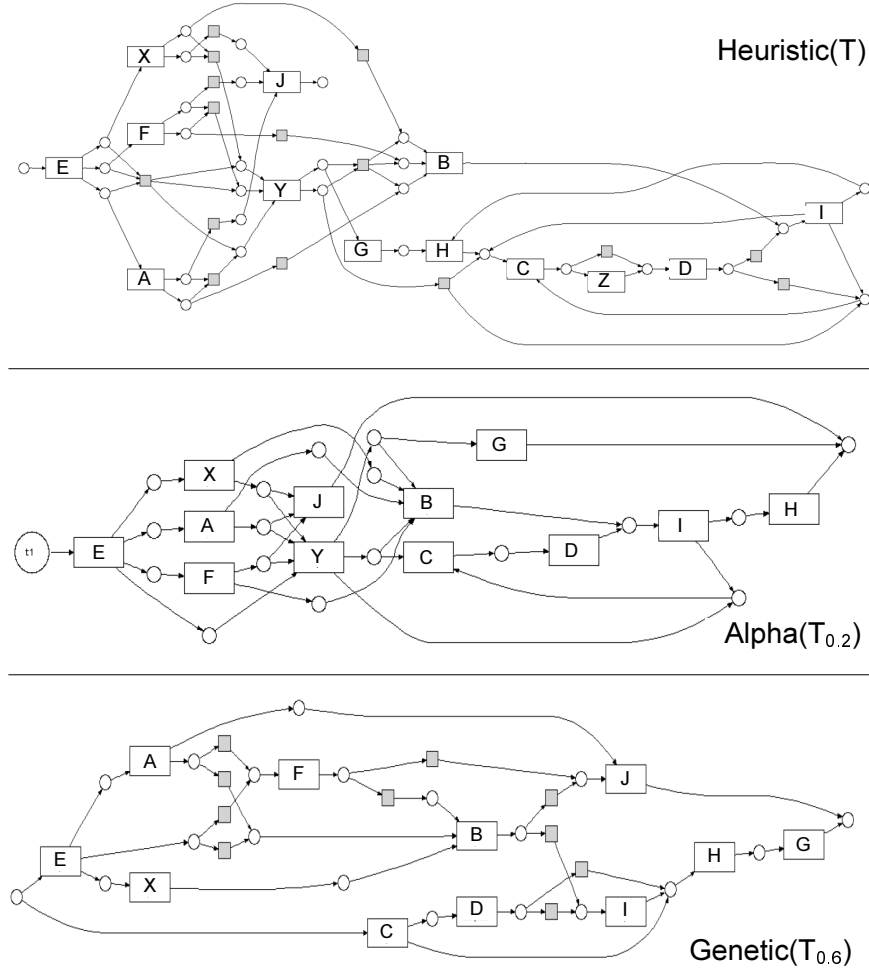 Heuristic(T)
X
J
F
E
B
Y
I
G
H
C
Z
D
A
G
X
J
B
H
A
I
t1
E
Y
C
D
F
Alpha(T0.2)
A
F
J
B
G
E
H
X
D
I
C
Genetic(T0.6)